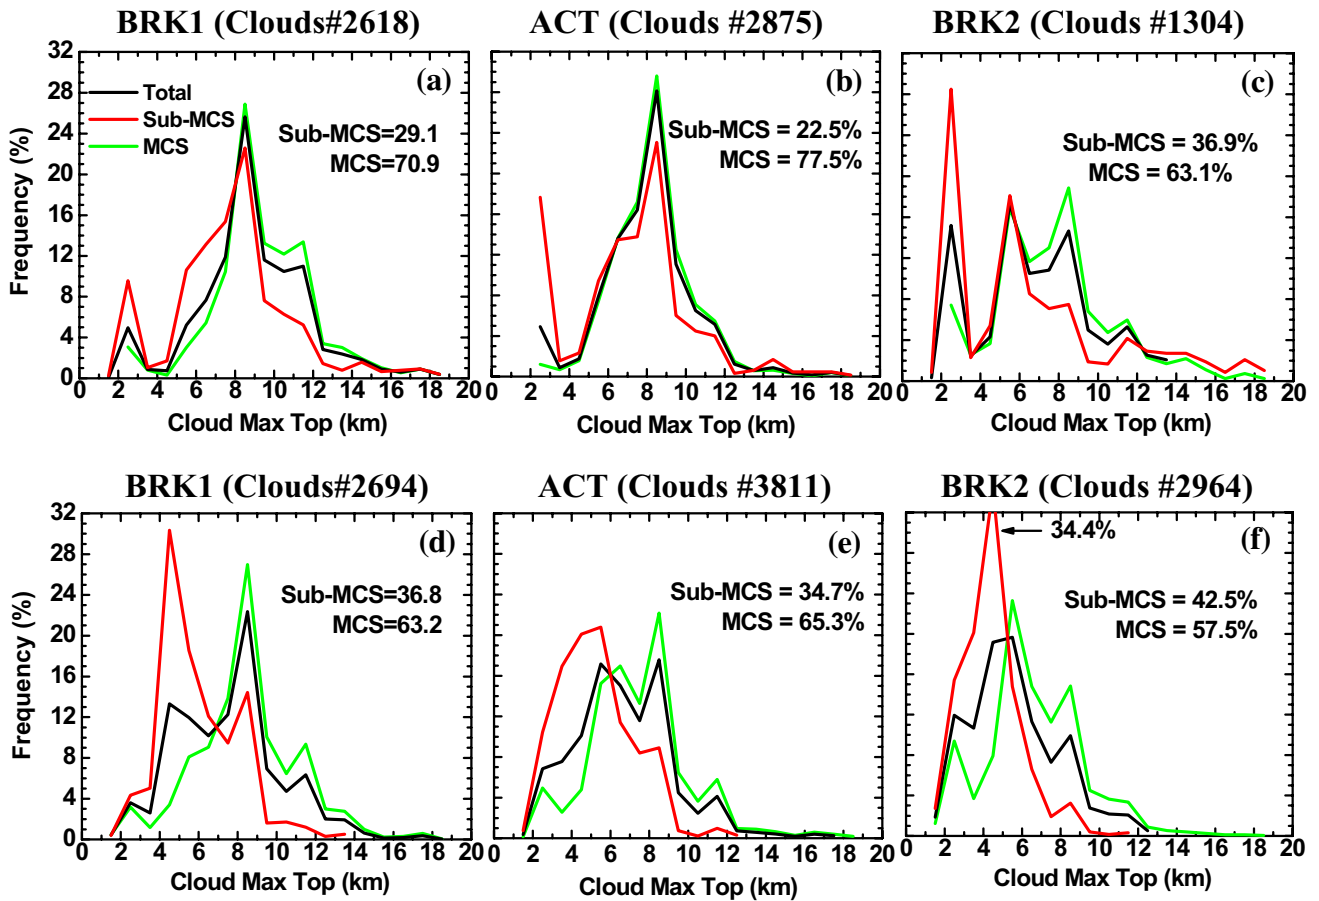 BRK1 (Clouds#2618)
ACT (Clouds #2875)
BRK2 (Clouds #1304)
32
28
24
20
16
12
8
4
0
Frequency (%)
Total
Sub-MCS
MCS
(a)
Sub-MCS=29.1
MCS=70.9
0 2 4 6 8 10 12 14 16 18 20
Cloud Max Top (km)
(b)
Sub-MCS = 22.5%
MCS = 77.5%
0 2 4 6 8 10 12 14 16 18 20
Cloud Max Top (km)
(c)
Sub-MCS = 36.9%
MCS = 63.1%
0 2 4 6 8 10 12 14 16 18 20
Cloud Max Top (km)
BRK1 (Clouds#2694)
ACT (Clouds #3811)
BRK2 (Clouds #2964)
32
28
24
20
16
12
8
4
0
Frequency (%)
(d)
Sub-MCS=36.8
MCS=63.2
0 2 4 6 8 10 12 14 16 18 20
Cloud Max Top (km)
(e)
Sub-MCS = 34.7%
MCS = 65.3%
0 2 4 6 8 10 12 14 16 18 20
Cloud Max Top (km)
34.4%
(f)
Sub-MCS = 42.5%
MCS = 57.5%
0 2 4 6 8 10 12 14 16 18 20
Cloud Max Top (km)